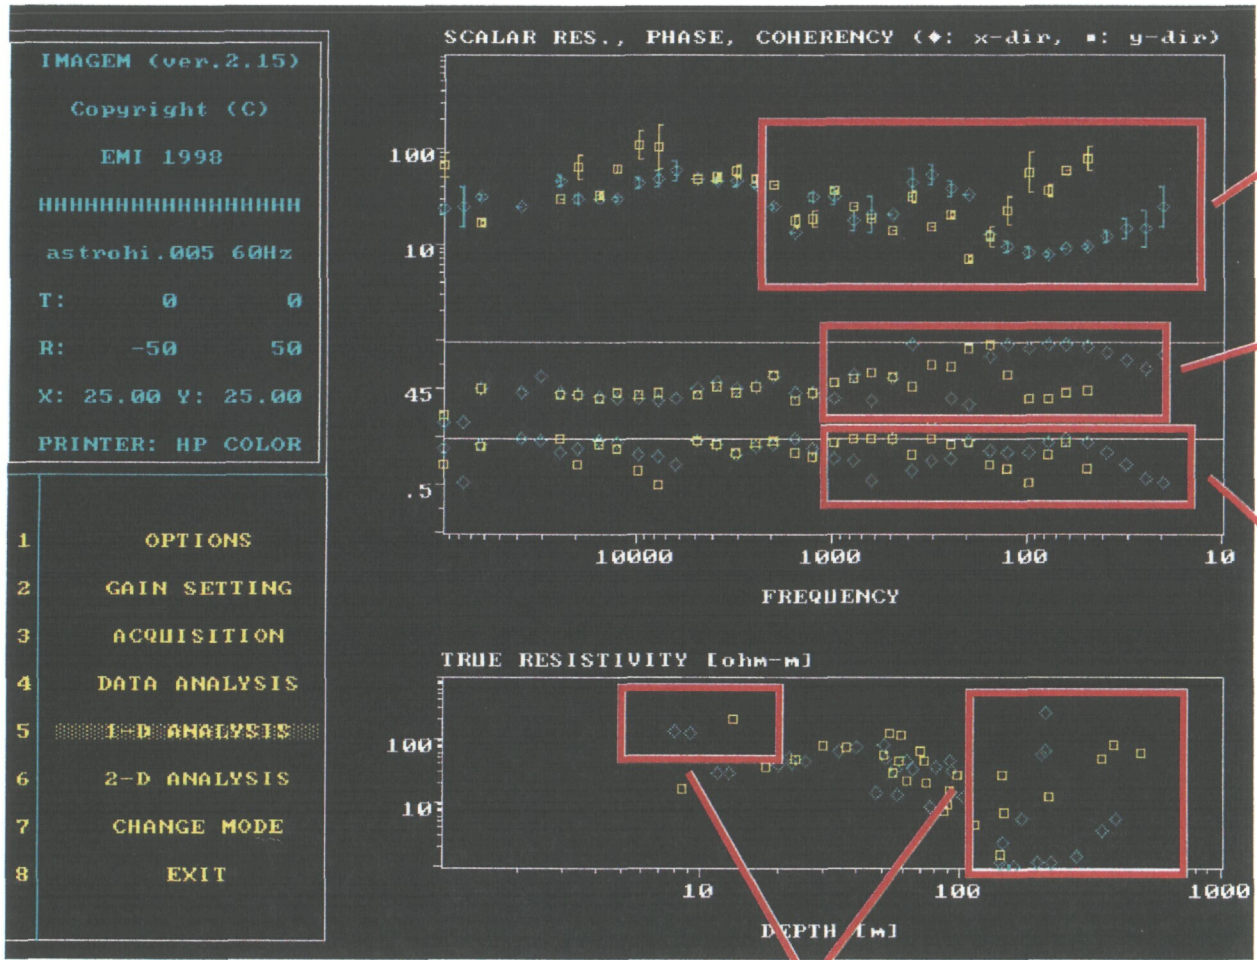 IMAGEM (ver.2.15)
Copyright (C)
EMI 1998
HHHHHHHHHHHHHHHHHHH
astrohi.005 60Hz
T: 0 0
R: -50 50
X: 25.00 Y: 25.00
PRINTER: HP COLOR
1 OPTIONS
2 GAIN SETTING
3 ACQUISITION
4 DATA ANALYSIS
5 1-D ANALYSIS
6 2-D ANALYSIS
7 CHANGE MODE
8 EXIT
SCALAR RES., PHASE, COHERENCY (◆: x-dir, ▪: y-dir)
100
10
45
.5
10000 1000 100 10
FREQUENCY
TRUE RESISTIVITY [ohm-m]
100
10
10 100 1000
DEPTH [m]